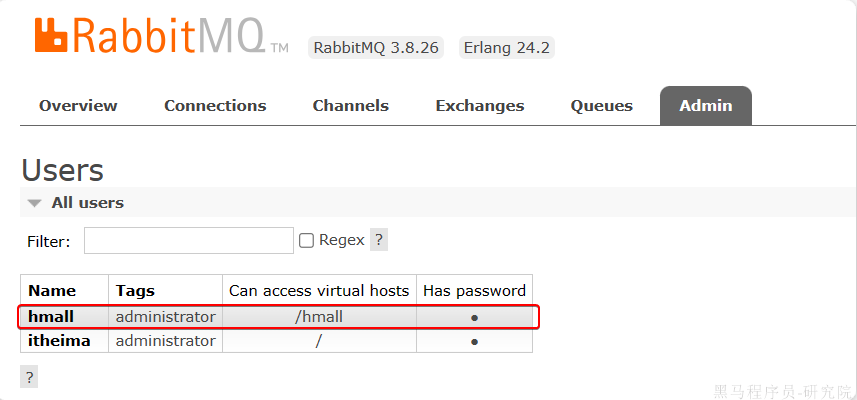 RabbitMQ TM RabbitMQ 3.8.26 Erlang 24.2
Overview Connections Channels Exchanges Queues Admin
Users
All users
Filter: Regex ?
Name Tags Can access virtual hosts Has password
hmall administrator /hmall ●
itheima administrator / ●
?
黑马程序员-研究院